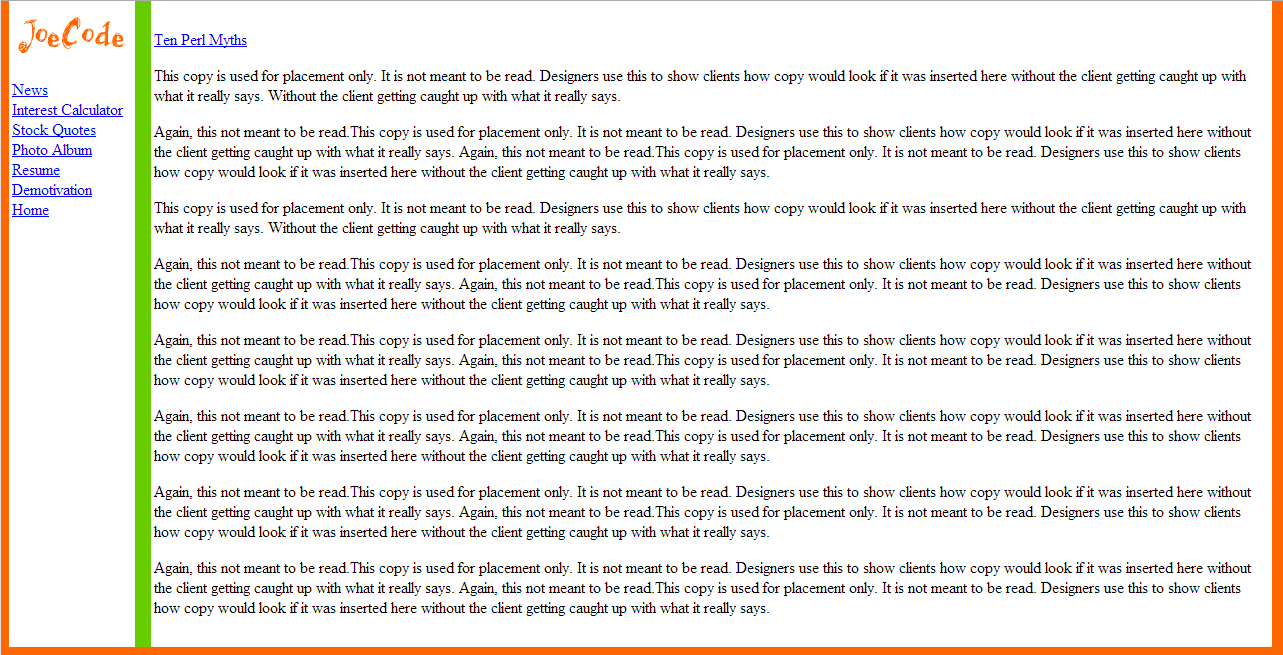 JoeCode
News
Interest Calculator
Stock Quotes
Photo Album
Resume
Demotivation
Home
Ten Perl Myths
This copy is used for placement only. It is not meant to be read. Designers use this to show clients how copy would look if it was inserted here without the client getting caught up with
what it really says. Without the client getting caught up with what it really says.
Again, this not meant to be read.This copy is used for placement only. It is not meant to be read. Designers use this to show clients how copy would look if it was inserted here without
the client getting caught up with what it really says. Again, this not meant to be read.This copy is used for placement only. It is not meant to be read. Designers use this to show clients
how copy would look if it was inserted here without the client getting caught up with what it really says.
This copy is used for placement only. It is not meant to be read. Designers use this to show clients how copy would look if it was inserted here without the client getting caught up with
what it really says. Without the client getting caught up with what it really says.
Again, this not meant to be read.This copy is used for placement only. It is not meant to be read. Designers use this to show clients how copy would look if it was inserted here without
the client getting caught up with what it really says. Again, this not meant to be read.This copy is used for placement only. It is not meant to be read. Designers use this to show clients
how copy would look if it was inserted here without the client getting caught up with what it really says.
Again, this not meant to be read.This copy is used for placement only. It is not meant to be read. Designers use this to show clients how copy would look if it was inserted here without
the client getting caught up with what it really says. Again, this not meant to be read.This copy is used for placement only. It is not meant to be read. Designers use this to show clients
how copy would look if it was inserted here without the client getting caught up with what it really says.
Again, this not meant to be read.This copy is used for placement only. It is not meant to be read. Designers use this to show clients how copy would look if it was inserted here without
the client getting caught up with what it really says. Again, this not meant to be read.This copy is used for placement only. It is not meant to be read. Designers use this to show clients
how copy would look if it was inserted here without the client getting caught up with what it really says.
Again, this not meant to be read.This copy is used for placement only. It is not meant to be read. Designers use this to show clients how copy would look if it was inserted here without
the client getting caught up with what it really says. Again, this not meant to be read.This copy is used for placement only. It is not meant to be read. Designers use this to show clients
how copy would look if it was inserted here without the client getting caught up with what it really says.
Again, this not meant to be read.This copy is used for placement only. It is not meant to be read. Designers use this to show clients how copy would look if it was inserted here without
the client getting caught up with what it really says. Again, this not meant to be read.This copy is used for placement only. It is not meant to be read. Designers use this to show clients
how copy would look if it was inserted here without the client getting caught up with what it really says.